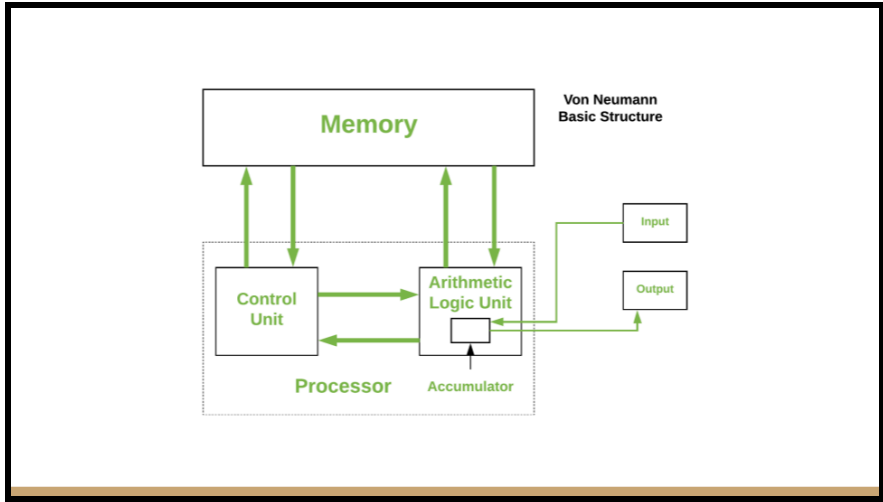 Memory
Von Neumann
Basic Structure
Input
Output
Control
Unit
Arithmetic
Logic Unit
Processor
Accumulator